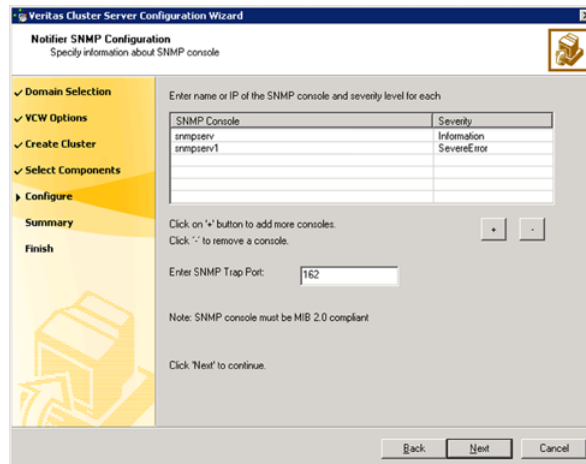 Veritas Cluster Server Configuration Wizard
Notifier SNMP Configuration
Specify information about SNMP console
Domain Selection
VCW Options
Create Cluster
Select Components
Configure
Summary
Finish
Enter name or IP of the SNMP console and severity level for each
SNMP Console Severity
snmpserv Information
snmpserv1 SevereError
Click on '+' button to add more consoles.
Click '-' to remove a console.
+ -
Enter SNMP Trap Port: 162
Note: SNMP console must be MIB 2.0 compliant
Click 'Next' to continue.
Back Next Cancel